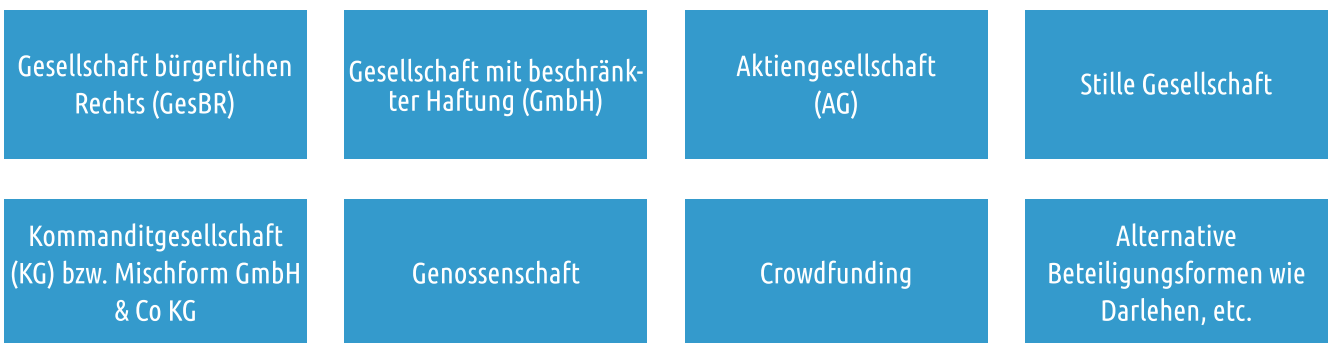 Gesellschaft bürgerlichen
Rechts (GesBR)
Gesellschaft mit beschränk-
ter Haftung (GmbH)
Aktiengesellschaft
(AG)
Stille Gesellschaft
Kommanditgesellschaft
(KG) bzw. Mischform GmbH
& Co KG
Genossenschaft
Crowdfunding
Alternative
Beteiligungsformen wie
Darlehen, etc.